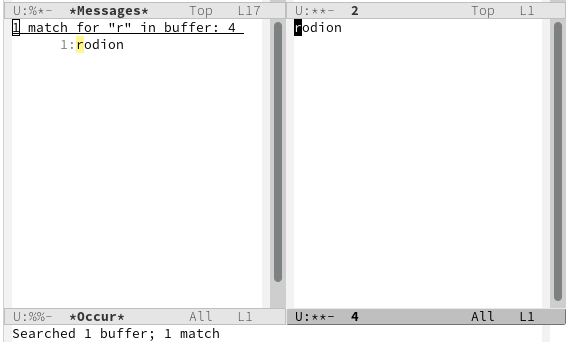 U:%*-  *Messages*     Top   L17
1 match for "r" in buffer: 4
1:rodion
U:%%-  *Occur*        All   L1
U:**-  2              Top   L1
rodion
U:**-  4              All   L1
Searched 1 buffer; 1 match